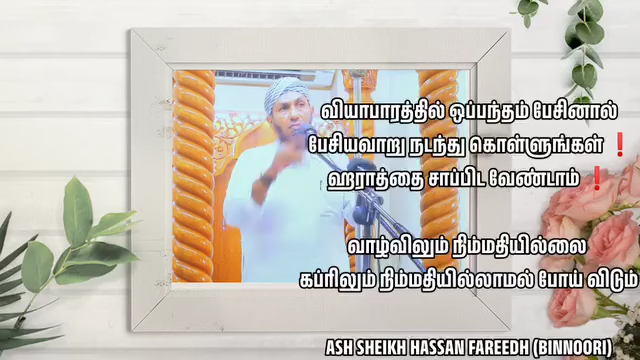 வியாபாரத்தில் ஒப்பந்தம் பேசினால்
பேசியவாறு நடந்து கொள்ளுங்கள் ❗
ஹராத்தை சாப்பிட வேண்டாம் ❗
வாழ்விலும் நிம்மதியில்லை
கப்ரிலும் நிம்மதியில்லாமல் போய் விடும்
ASH SHEIKH HASSAN FAREEDH (BINNOORI)